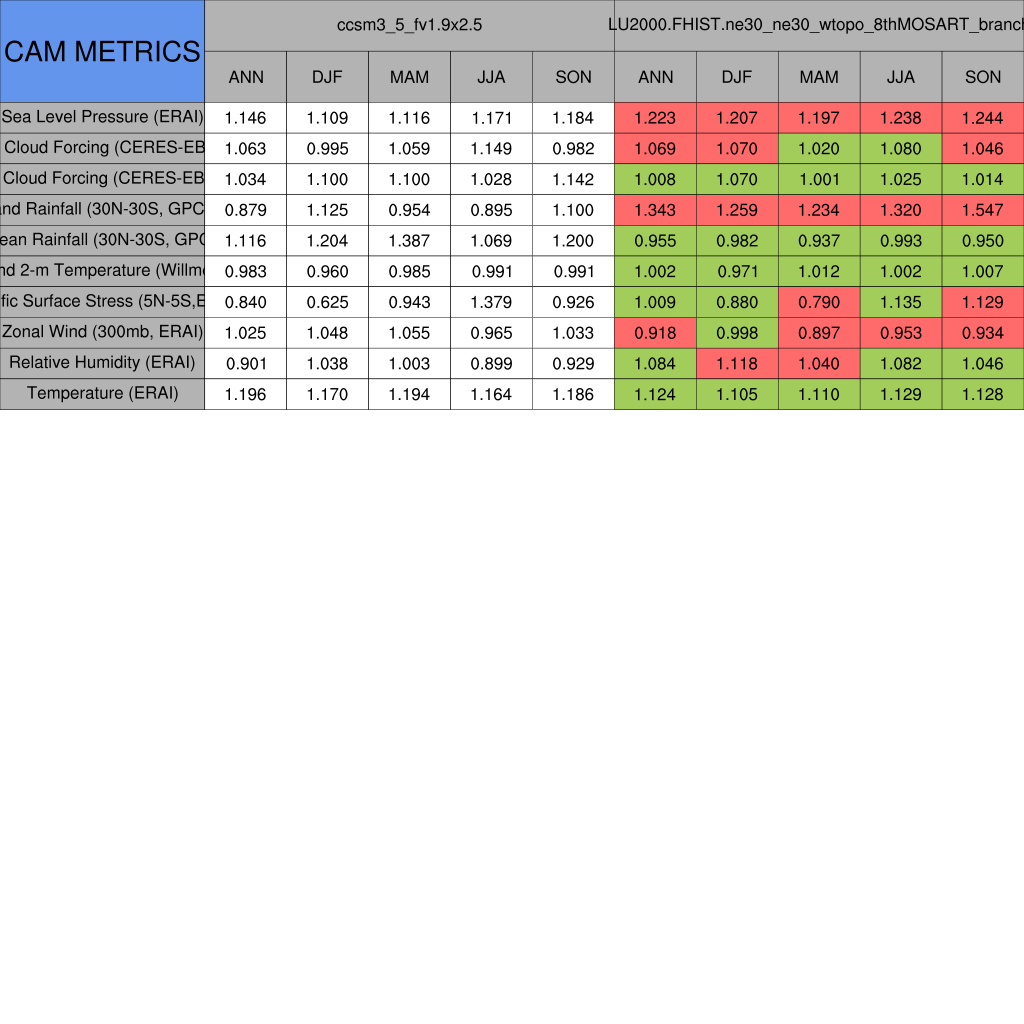 CAM METRICS
ccsm3_5_fv1.9x2.5 LU2000.FHIST.ne30_ne30_wtopo_8thMOSART_branch
ANN DJF MAM JJA SON ANN DJF MAM JJA SON
Sea Level Pressure (ERAI) 1.146 1.109 1.116 1.171 1.184 1.223 1.207 1.197 1.238 1.244
Cloud Forcing (CERES-EB 1.063 0.995 1.059 1.149 0.982 1.069 1.070 1.020 1.080 1.046
Cloud Forcing (CERES-EB 1.034 1.100 1.100 1.028 1.142 1.008 1.070 1.001 1.025 1.014
nd Rainfall (30N-30S, GPC 0.879 1.125 0.954 0.895 1.100 1.343 1.259 1.234 1.320 1.547
ean Rainfall (30N-30S, GPC 1.116 1.204 1.387 1.069 1.200 0.955 0.982 0.937 0.993 0.950
nd 2-m Temperature (Willm 0.983 0.960 0.985 0.991 0.991 1.002 0.971 1.012 1.002 1.007
fic Surface Stress (5N-5S,E 0.840 0.625 0.943 1.379 0.926 1.009 0.880 0.790 1.135 1.129
Zonal Wind (300mb, ERAI) 1.025 1.048 1.055 0.965 1.033 0.918 0.998 0.897 0.953 0.934
Relative Humidity (ERAI) 0.901 1.038 1.003 0.899 0.929 1.084 1.118 1.040 1.082 1.046
Temperature (ERAI) 1.196 1.170 1.194 1.164 1.186 1.124 1.105 1.110 1.129 1.128